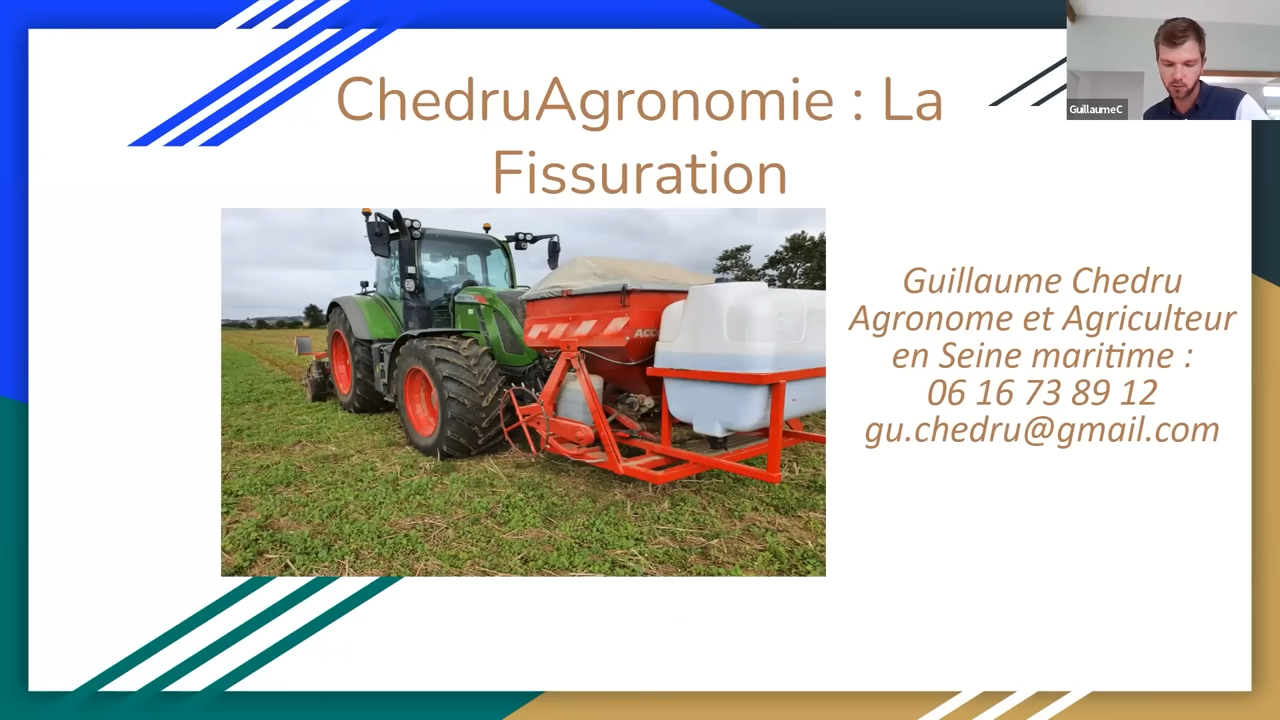 ChedruAgronomie : La
Fissuration
GuillaumeC
Guillaume Chedru
Agronome et Agriculteur
en Seine maritime :
06 16 73 89 12
gu.chedru@gmail.com
ACCO